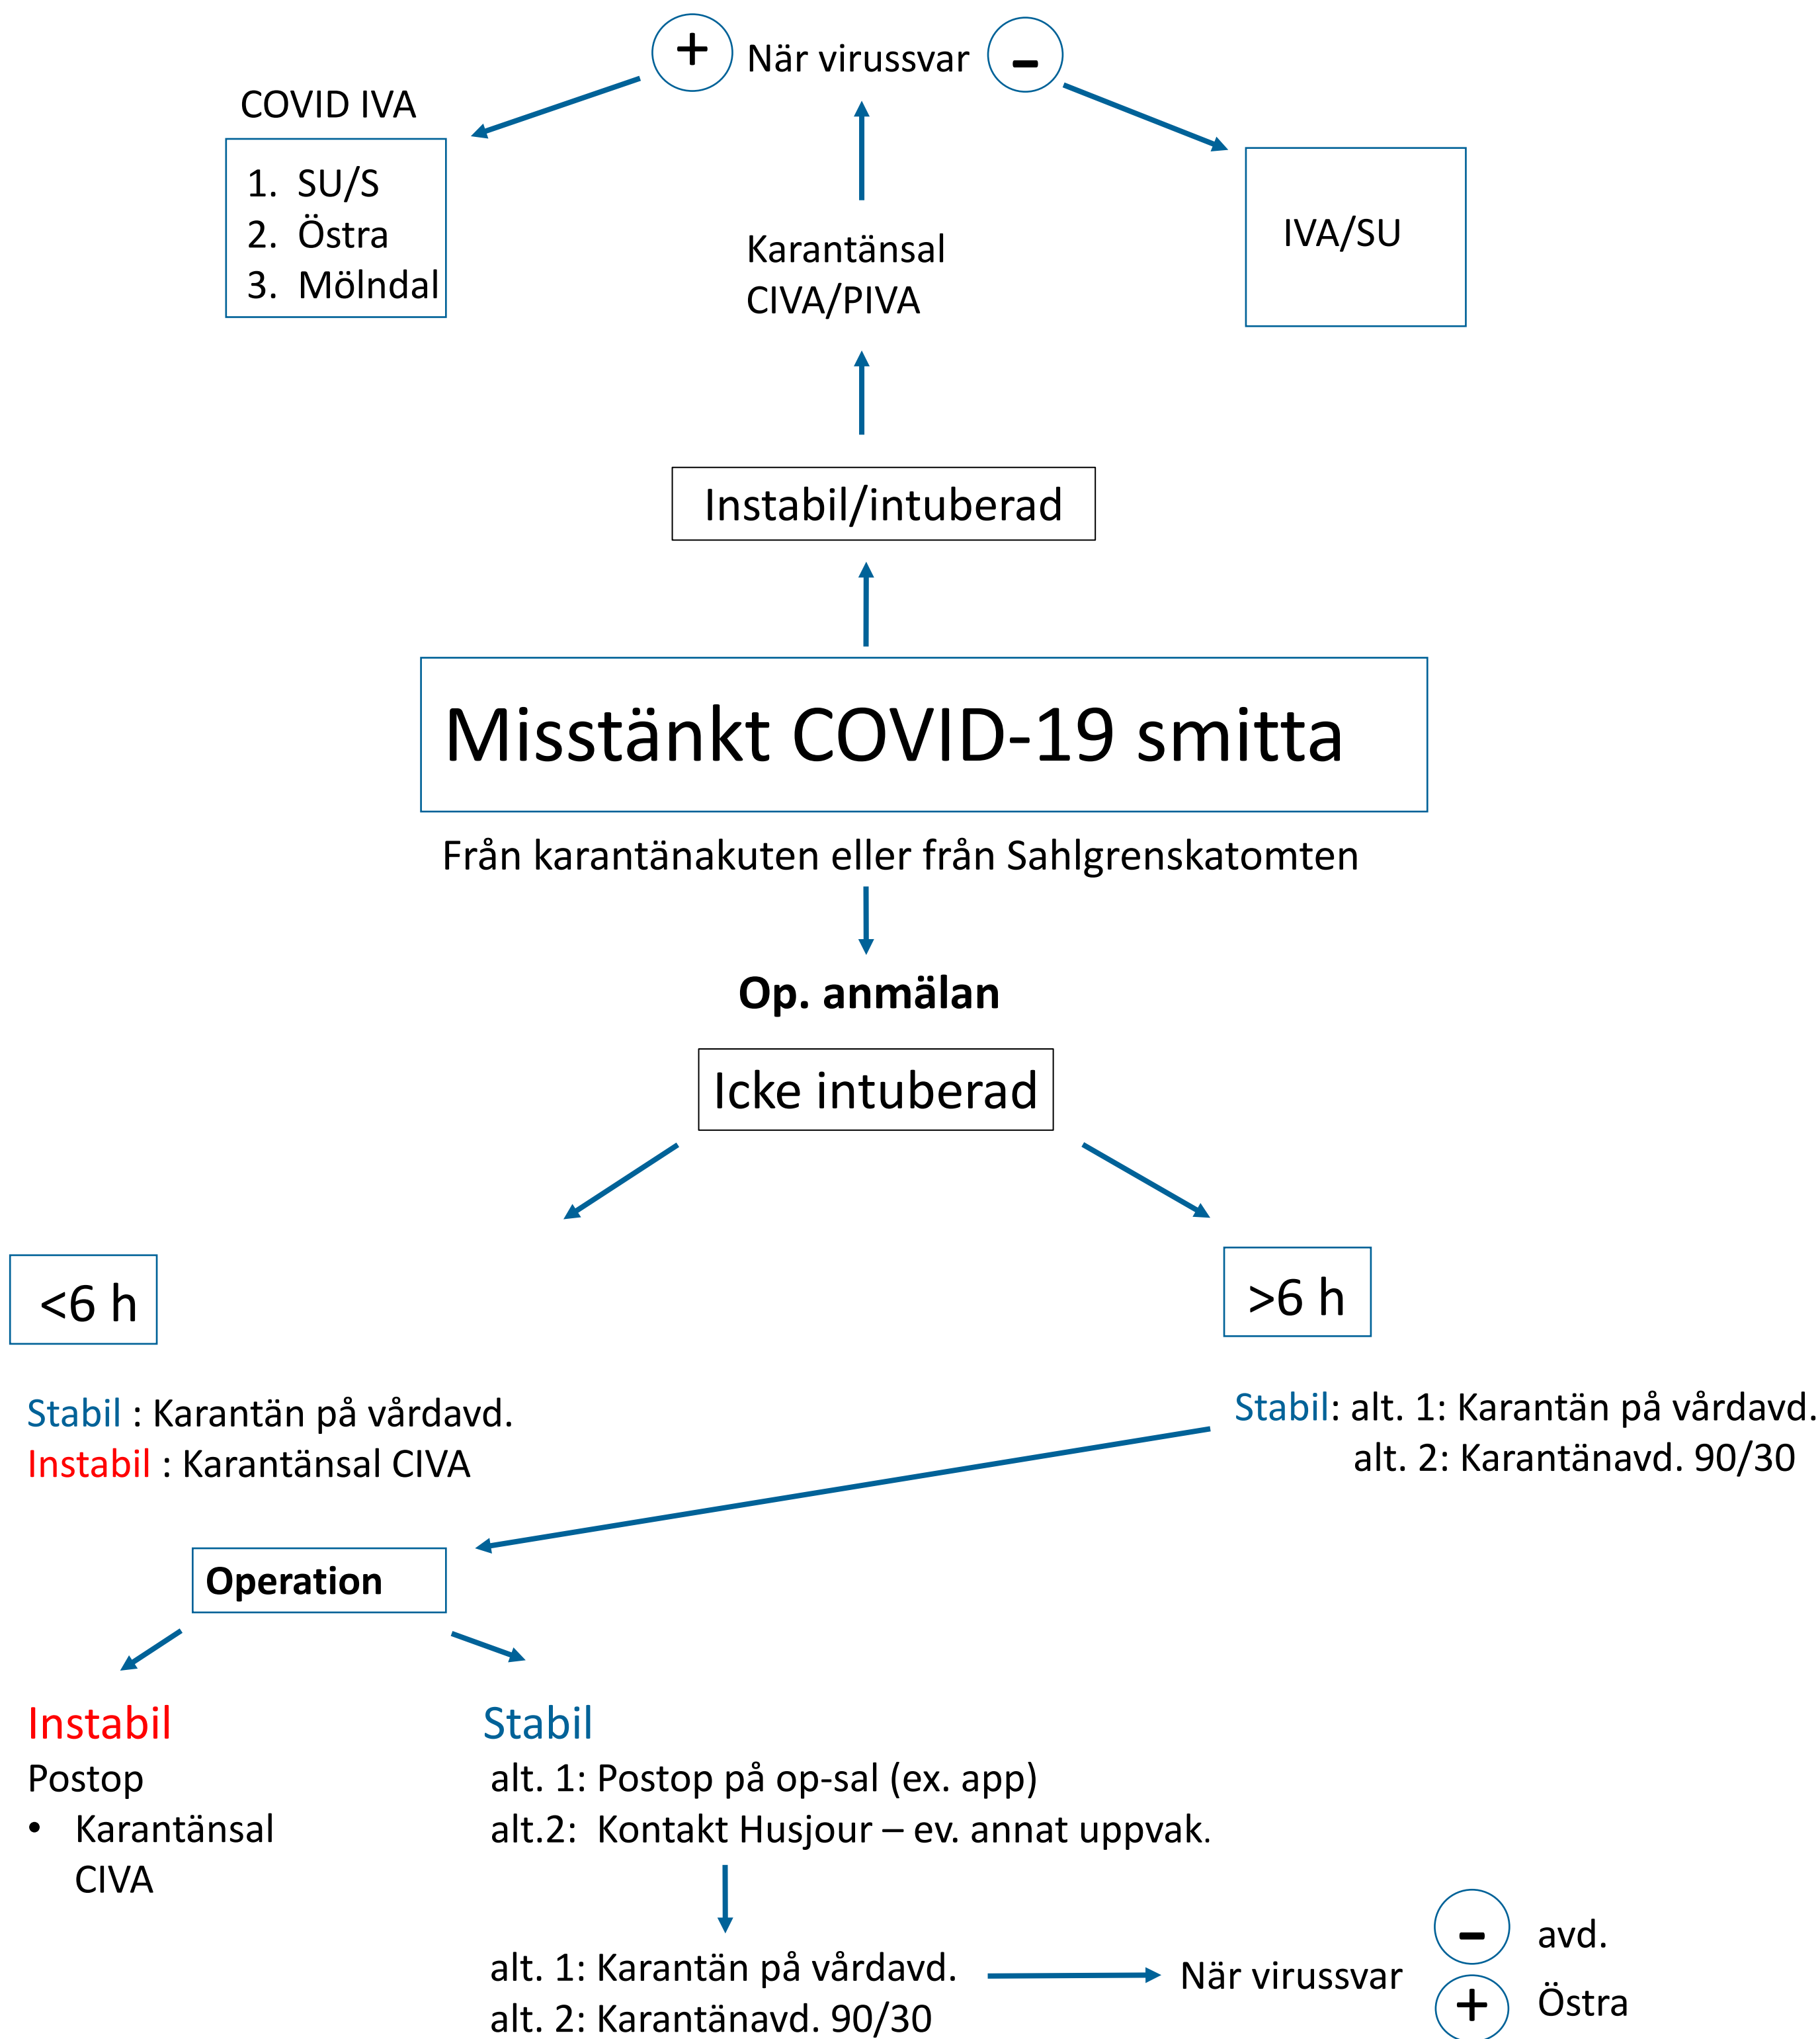 + När virussvar -
COVID IVA
1. SU/S
2. Östra
3. Mölndal
IVA/SU
Karantänsal
CIVA/PIVA
Instabil/intuberad
Misstänkt COVID-19 smitta
Från karantänakuten eller från Sahlgrenskatomten
Op. anmälan
Icke intuberad
<6 h
>6 h
Stabil : Karantän på vårdavd.
Instabil : Karantänsal CIVA
Stabil: alt. 1: Karantän på vårdavd.
alt. 2: Karantänavd. 90/30
Operation
Instabil
Postop
• Karantänsal
CIVA
Stabil
alt. 1: Postop på op-sal (ex. app)
alt.2: Kontakt Husjour – ev. annat uppvak.
alt. 1: Karantän på vårdavd.
alt. 2: Karantänavd. 90/30
När virussvar
- avd.
+ Östra